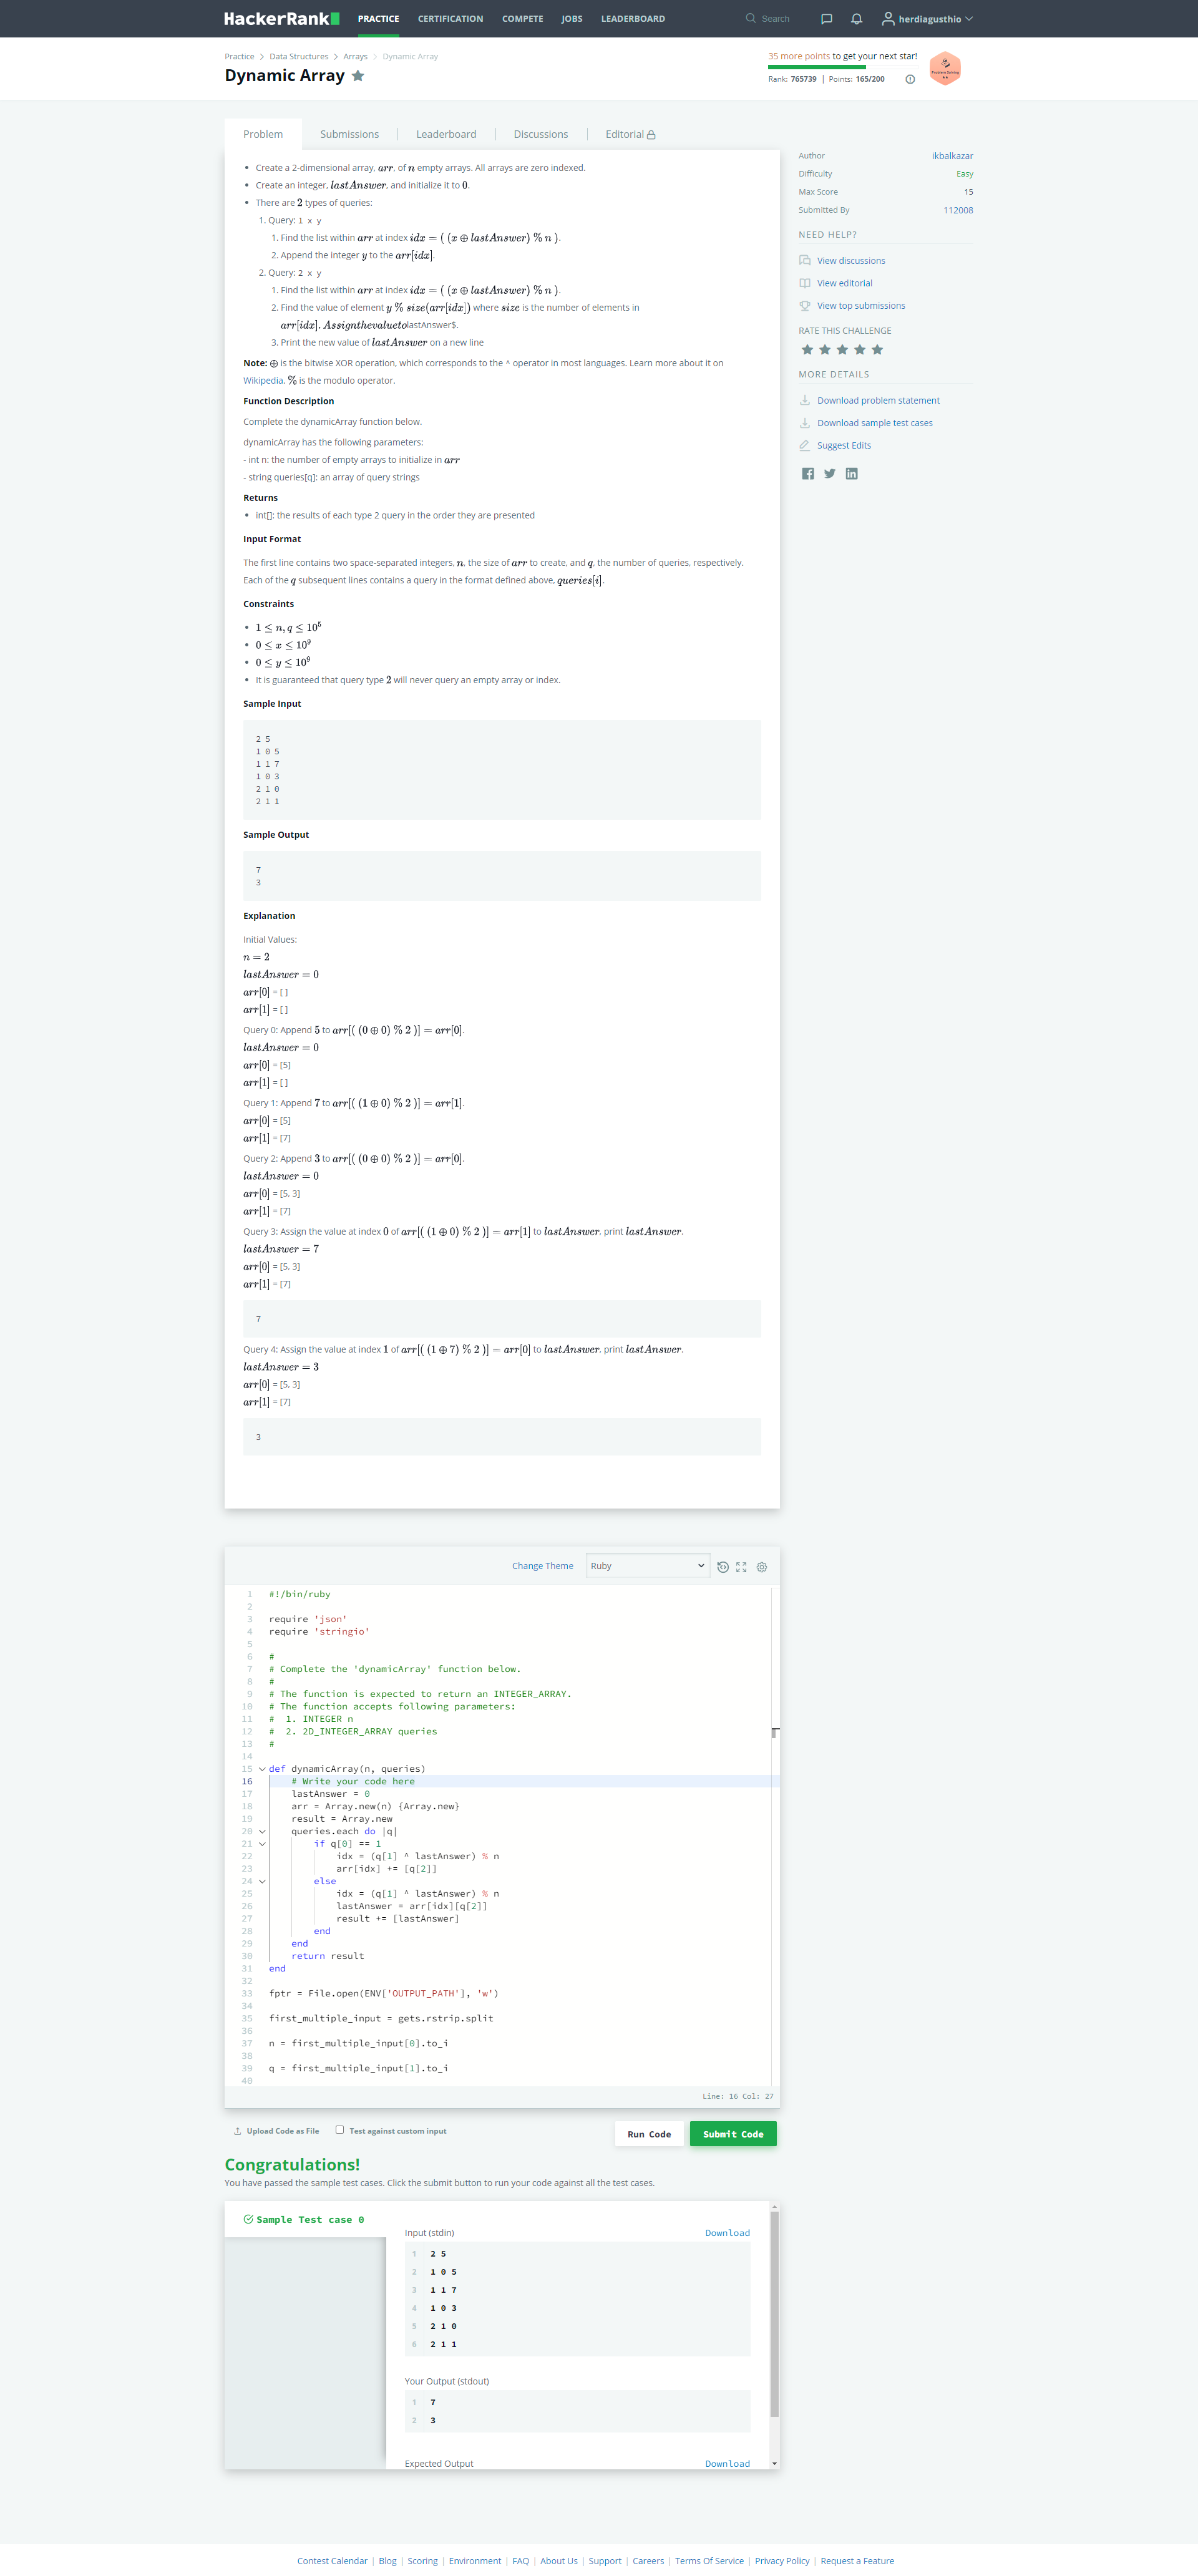 HackerRank
PRACTICE CERTIFICATION COMPETE JOBS LEADERBOARD Search herdiagusthio
Practice > Data Structures > Arrays > Dynamic Array
Dynamic Array
35 more points to get your next star!
Rank: 765739 | Points: 165/200
Problem Solving
Problem Submissions Leaderboard Discussions Editorial
• Create a 2-dimensional array, arr, of n empty arrays. All arrays are zero indexed.
• Create an integer, lastAnswer, and initialize it to 0.
• There are 2 types of queries:
1. Query: 1 x y
1. Find the list within arr at index idx = ( (x ⊕ lastAnswer) % n ).
2. Append the integer y to the arr[idx].
2. Query: 2 x y
1. Find the list within arr at index idx = ( (x ⊕ lastAnswer) % n ).
2. Find the value of element y % size(arr[idx]) where size is the number of elements in
arr[idx]. AssignthevaluetolastAnswer$.
3. Print the new value of lastAnswer on a new line
Note: ⊕ is the bitwise XOR operation, which corresponds to the ^ operator in most languages. Learn more about it on
Wikipedia. % is the modulo operator.
Function Description
Complete the dynamicArray function below.
dynamicArray has the following parameters:
- int n: the number of empty arrays to initialize in arr
- string queries[q]: an array of query strings
Returns
• int[]: the results of each type 2 query in the order they are presented
Input Format
The first line contains two space-separated integers, n, the size of arr to create, and q, the number of queries, respectively.
Each of the q subsequent lines contains a query in the format defined above, queries[i].
Constraints
• 1 ≤ n, q ≤ 10⁵
• 0 ≤ x ≤ 10⁹
• 0 ≤ y ≤ 10⁹
• It is guaranteed that query type 2 will never query an empty array or index.
Sample Input
2 5
1 0 5
1 1 7
1 0 3
2 1 0
2 1 1
Sample Output
7
3
Explanation
Initial Values:
n = 2
lastAnswer = 0
arr[0] = [ ]
arr[1] = [ ]
Query 0: Append 5 to arr[( (0 ⊕ 0) % 2 )] = arr[0].
lastAnswer = 0
arr[0] = [5]
arr[1] = [ ]
Query 1: Append 7 to arr[( (1 ⊕ 0) % 2 )] = arr[1].
arr[0] = [5]
arr[1] = [7]
Query 2: Append 3 to arr[( (0 ⊕ 0) % 2 )] = arr[0].
lastAnswer = 0
arr[0] = [5, 3]
arr[1] = [7]
Query 3: Assign the value at index 0 of arr[( (1 ⊕ 0) % 2 )] = arr[1] to lastAnswer, print lastAnswer.
lastAnswer = 7
arr[0] = [5, 3]
arr[1] = [7]
7
Query 4: Assign the value at index 1 of arr[( (1 ⊕ 7) % 2 )] = arr[0] to lastAnswer, print lastAnswer.
lastAnswer = 3
arr[0] = [5, 3]
arr[1] = [7]
3
Author ikbalkazar
Difficulty Easy
Max Score 15
Submitted By 112008
NEED HELP?
View discussions
View editorial
View top submissions
RATE THIS CHALLENGE
MORE DETAILS
Download problem statement
Download sample test cases
Suggest Edits
Change Theme Ruby
1 #!/bin/ruby
2
3 require 'json'
4 require 'stringio'
5
6 #
7 # Complete the 'dynamicArray' function below.
8 #
9 # The function is expected to return an INTEGER_ARRAY.
10 # The function accepts following parameters:
11 #  1. INTEGER n
12 #  2. 2D_INTEGER_ARRAY queries
13 #
14
15 def dynamicArray(n, queries)
16     # Write your code here
17     lastAnswer = 0
18     arr = Array.new(n) {Array.new}
19     result = Array.new
20     queries.each do |q|
21         if q[0] == 1
22             idx = (q[1] ^ lastAnswer) % n
23             arr[idx] += [q[2]]
24         else
25             idx = (q[1] ^ lastAnswer) % n
26             lastAnswer = arr[idx][q[2]]
27             result += [lastAnswer]
28         end
29     end
30     return result
31 end
32
33 fptr = File.open(ENV['OUTPUT_PATH'], 'w')
34
35 first_multiple_input = gets.rstrip.split
36
37 n = first_multiple_input[0].to_i
38
39 q = first_multiple_input[1].to_i
40
Line: 16 Col: 27
Upload Code as File Test against custom input Run Code Submit Code
Congratulations!
You have passed the sample test cases. Click the submit button to run your code against all the test cases.
Sample Test case 0
Input (stdin) Download
1 2 5
2 1 0 5
3 1 1 7
4 1 0 3
5 2 1 0
6 2 1 1
Your Output (stdout)
1 7
2 3
Expected Output Download
Contest Calendar | Blog | Scoring | Environment | FAQ | About Us | Support | Careers | Terms Of Service | Privacy Policy | Request a Feature